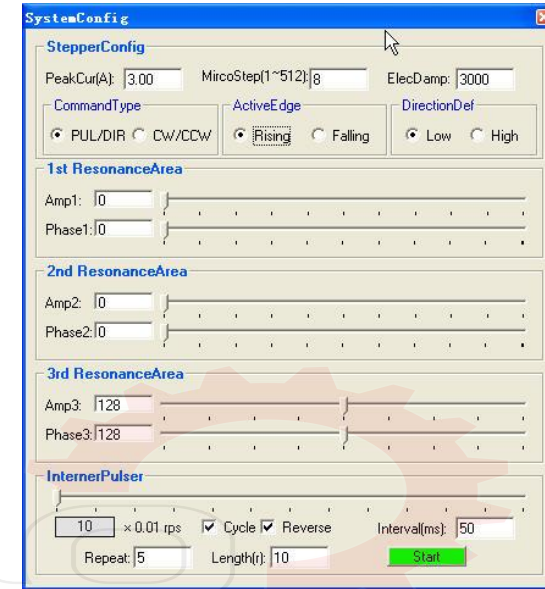 SystemConfig
StepperConfig
PeakCur(A): 3.00 MircoStep(1~512): 8 ElecDamp: 3000
CommandType ActiveEdge DirectionDef
PUL/DIR CW/CCW Rising Falling Low High
1st ResonanceArea
Amp1: 0
Phase1: 0
2nd ResonanceArea
Amp2: 0
Phase2: 0
3rd ResonanceArea
Amp3: 128
Phase3: 128
InternerPulser
10 × 0.01 rps Cycle Reverse Interval(ms): 50
Repeat: 5 Length(r): 10 Start